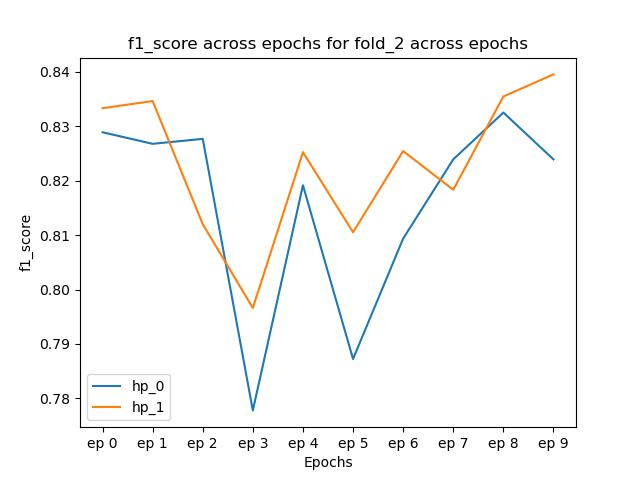 f1_score across epochs for fold_2 across epochs
0.84
0.83
0.82
0.81
0.80
0.79
0.78
f1_score
hp_0
hp_1
ep 0 ep 1 ep 2 ep 3 ep 4 ep 5 ep 6 ep 7 ep 8 ep 9
Epochs